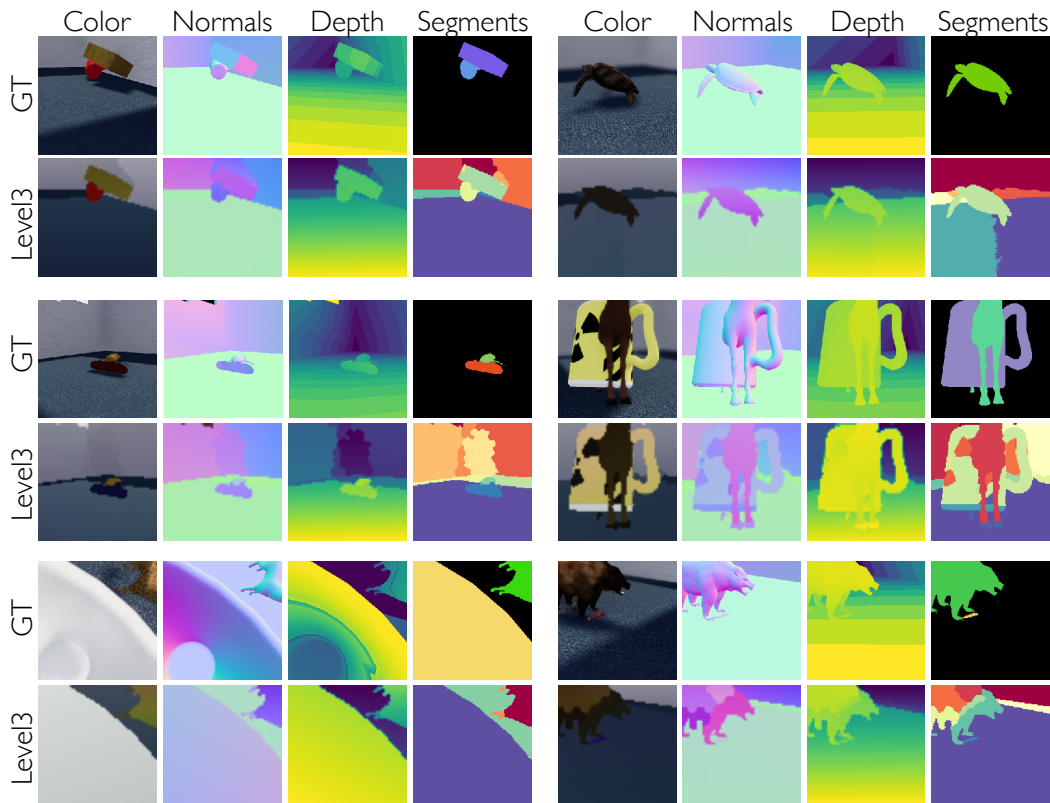 Color Normals Depth Segments Color Normals Depth Segments
GT
Level3
GT
Level3
GT
Level3